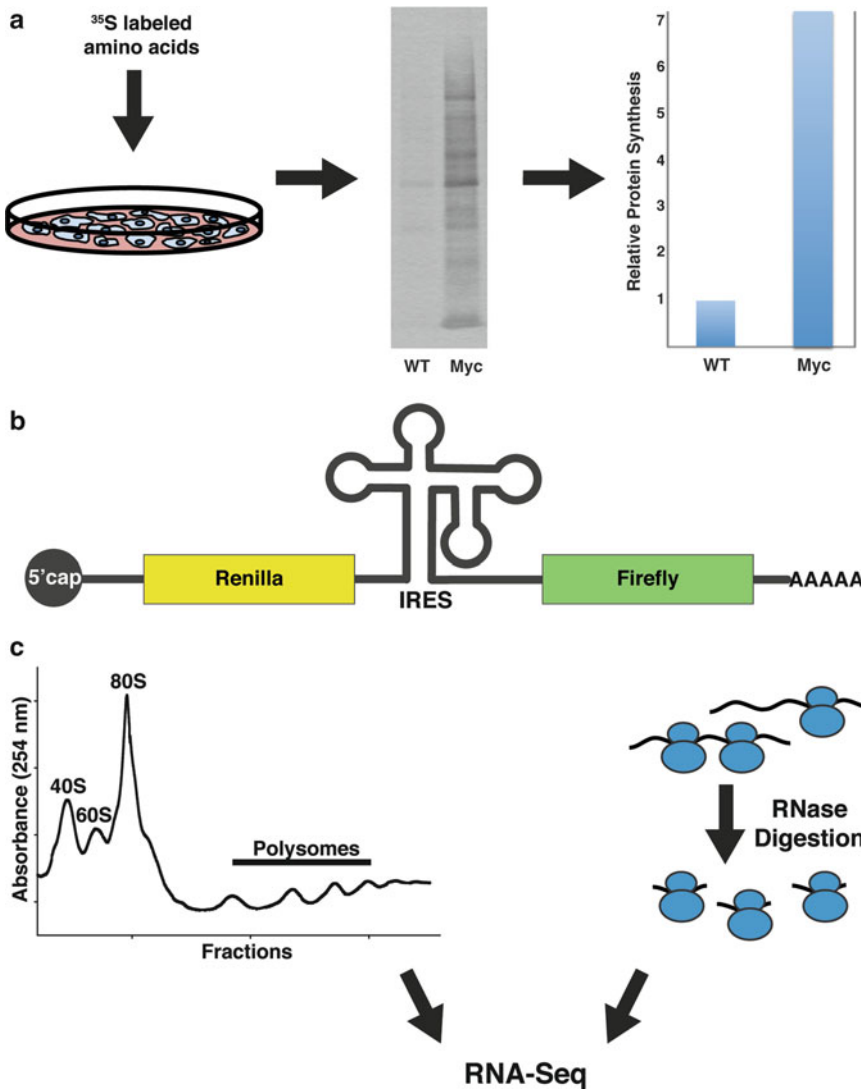 a
³⁵S labeled
amino acids
WT Myc
Relative Protein Synthesis
7
6
5
4
3
2
1
WT Myc
b
5'cap
Renilla
IRES
Firefly
AAAAA
c
Absorbance (254 nm)
40S
60S
80S
Polysomes
Fractions
RNase
Digestion
RNA-Seq